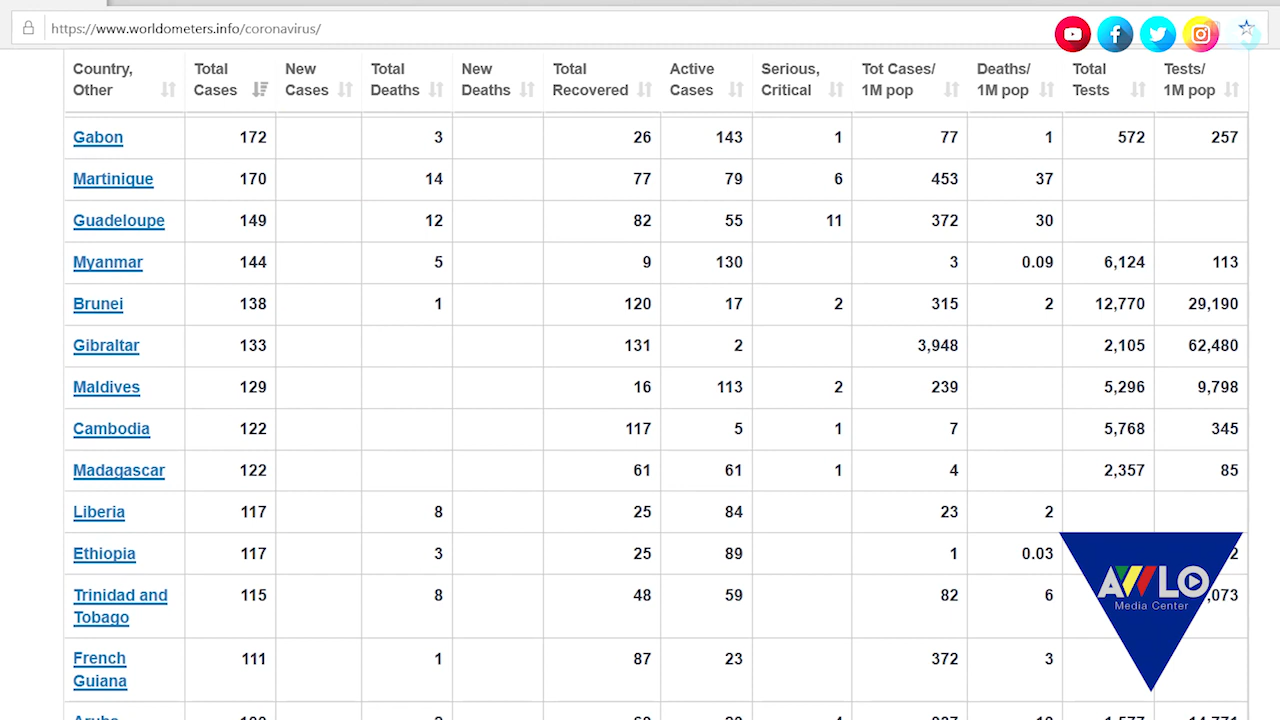 https://www.worldometers.info/coronavirus/
Country, Other Total Cases New Cases Total Deaths New Deaths Total Recovered Active Cases Serious, Critical Tot Cases/ 1M pop Deaths/ 1M pop Total Tests Tests/ 1M pop
Gabon 172 3 26 143 1 77 1 572 257
Martinique 170 14 77 79 6 453 37
Guadeloupe 149 12 82 55 11 372 30
Myanmar 144 5 9 130 3 0.09 6,124 113
Brunei 138 1 120 17 2 315 2 12,770 29,190
Gibraltar 133 131 2 3,948 2,105 62,480
Maldives 129 16 113 2 239 5,296 9,798
Cambodia 122 117 5 1 7 5,768 345
Madagascar 122 61 61 1 4 2,357 85
Liberia 117 8 25 84 23 2
Ethiopia 117 3 25 89 1 0.03 2
Trinidad and Tobago 115 8 48 59 82 6 ,073
French Guiana 111 1 87 23 372 3
AWLO
Media Center